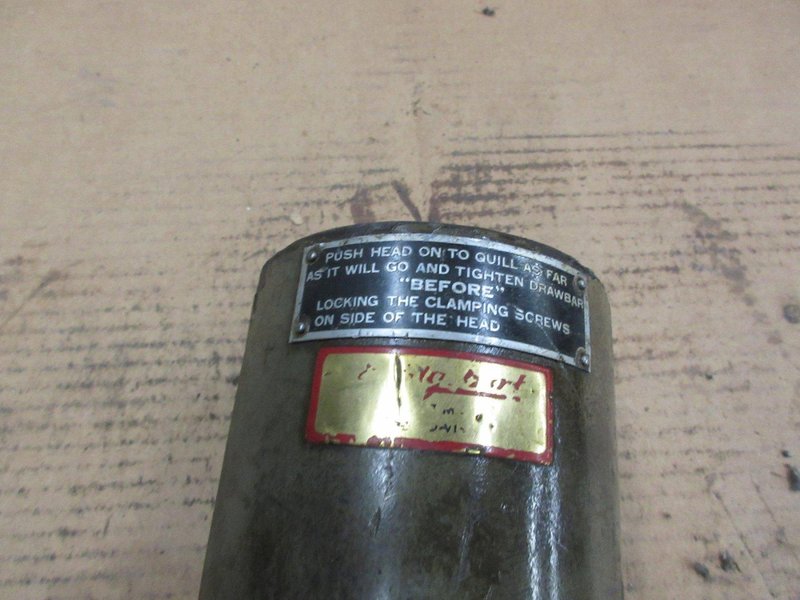 PUSH HEAD ON TO QUILL AS FAR
AS IT WILL GO AND TIGHTEN DRAWBAR
"BEFORE"
LOCKING THE CLAMPING SCREWS
ON SIDE OF THE HEAD